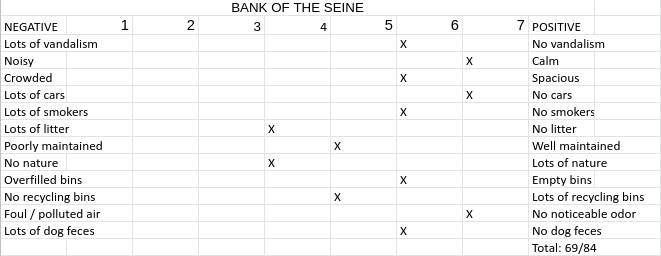 BANK OF THE SEINE
NEGATIVE 1 2 3 4 5 6 7 POSITIVE
Lots of vandalism X No vandalism
Noisy X Calm
Crowded X Spacious
Lots of cars X No cars
Lots of smokers X No smokers
Lots of litter X No litter
Poorly maintained X Well maintained
No nature X Lots of nature
Overfilled bins X Empty bins
No recycling bins X Lots of recycling bins
Foul / polluted air X No noticeable odor
Lots of dog feces X No dog feces
Total: 69/84